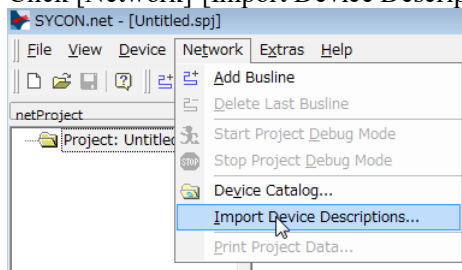 Click [Network] [Import Device Descrip
SYCON.net - [Untitled.spj]
File View Device Network Extras Help
netProject
Project: Untitled
Add Busline
Delete Last Busline
Start Project Debug Mode
Stop Project Debug Mode
Device Catalog...
Import Device Descriptions...
Print Project Data...